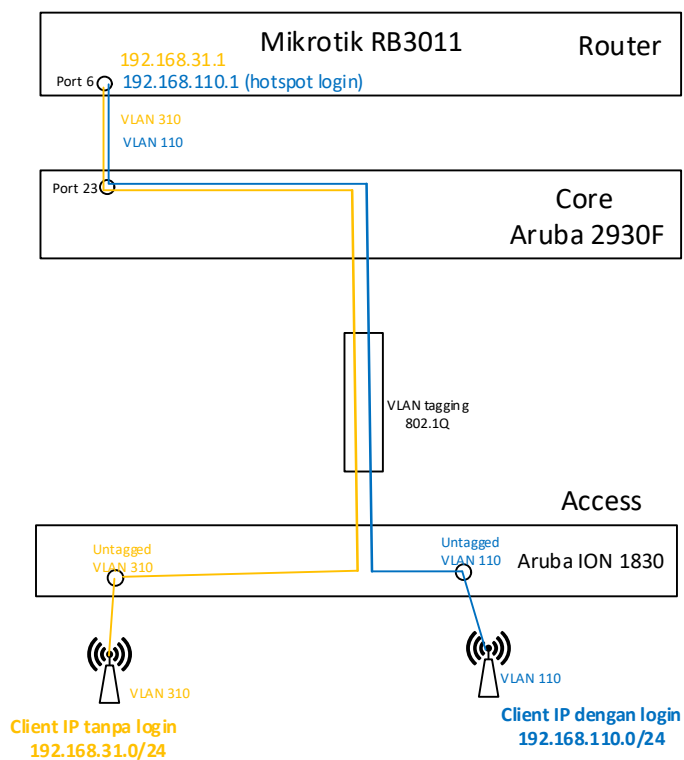 Mikrotik RB3011
Router
192.168.31.1
Port 6
192.168.110.1 (hotspot login)
VLAN 310
VLAN 110
Port 23
Core
Aruba 2930F
VLAN tagging
802.1Q
Access
Untagged
VLAN 310
Untagged
VLAN 110
Aruba ION 1830
VLAN 310
VLAN 110
Client IP tanpa login
192.168.31.0/24
Client IP dengan login
192.168.110.0/24